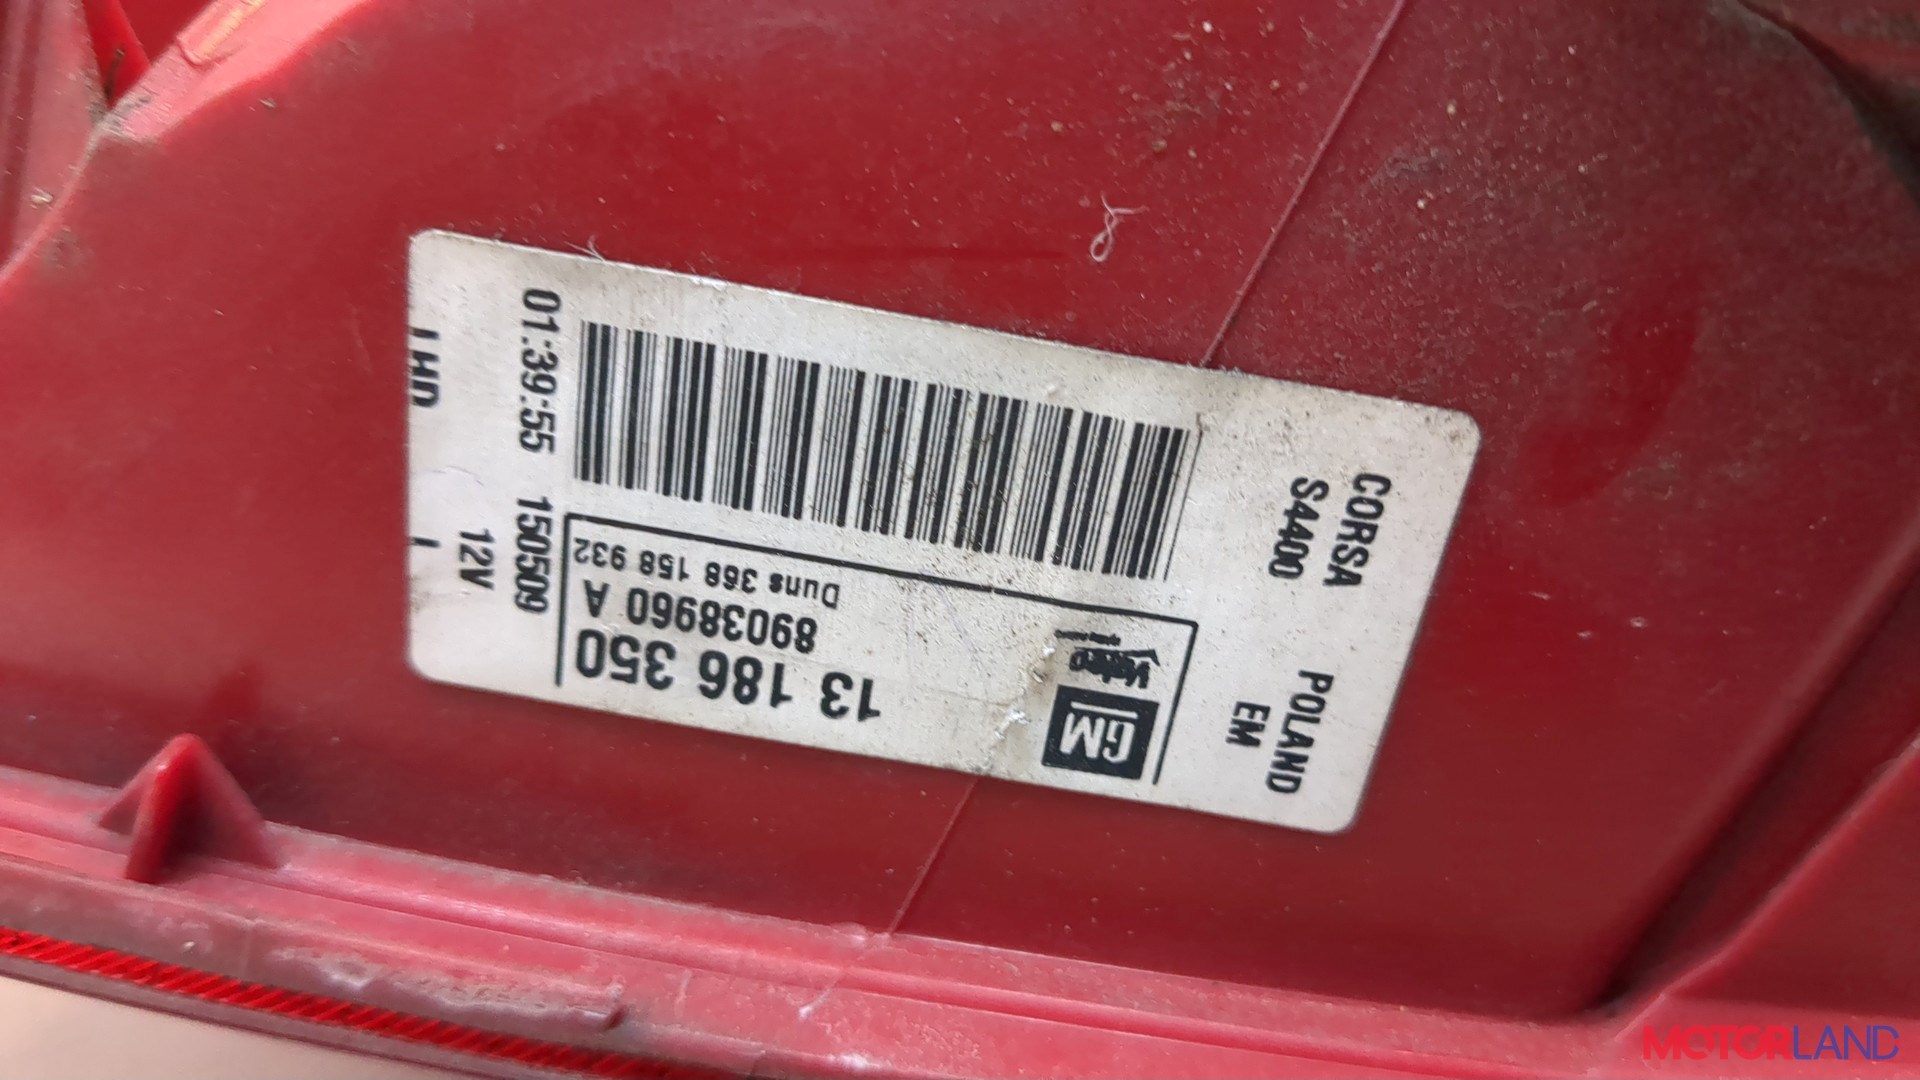 13 186 350
89038960 A
Duns 368 158 932
GM
Valeo
CORSA POLAND
S4400 EM
01:39:55 150509
12V
LHD L
MOTORLAND